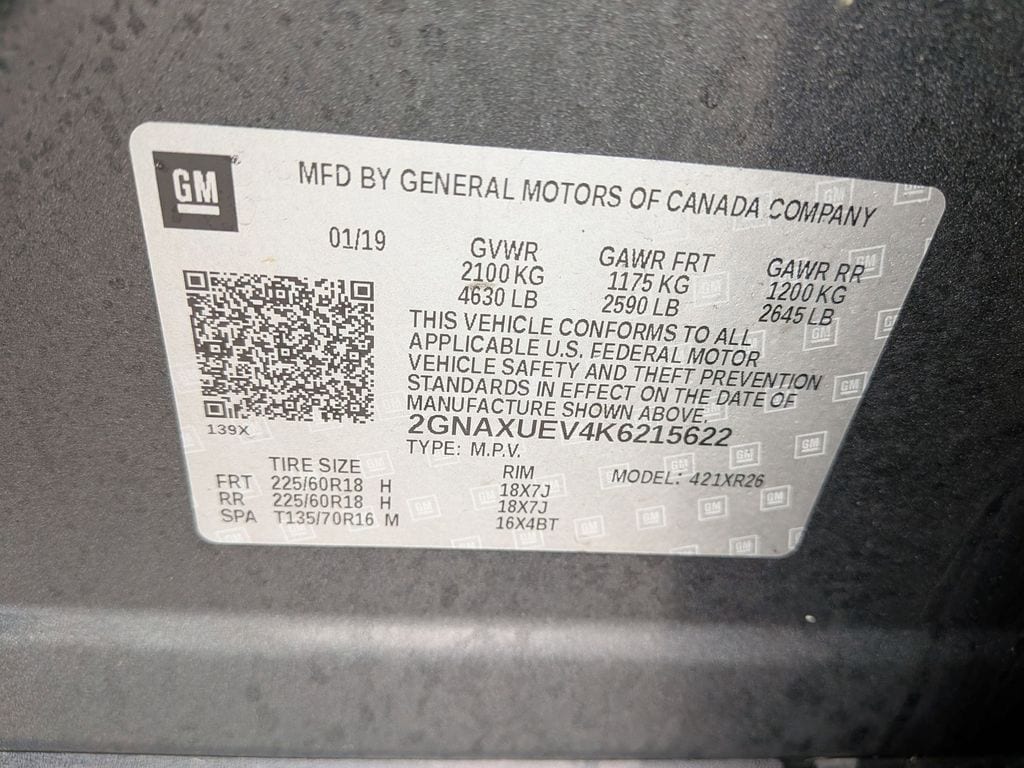 GM
MFD BY GENERAL MOTORS OF CANADA COMPANY
01/19
GVWR
2100 KG
4630 LB
GAWR FRT
1175 KG
2590 LB
GAWR RR
1200 KG
2645 LB
THIS VEHICLE CONFORMS TO ALL
APPLICABLE U.S. FEDERAL MOTOR
VEHICLE SAFETY AND THEFT PREVENTION
STANDARDS IN EFFECT ON THE DATE OF
MANUFACTURE SHOWN ABOVE.
2GNAXUEV4K6215622
TYPE: M.P.V.
139X
TIRE SIZE RIM MODEL: 421XR26
FRT 225/60R18 H 18X7J
RR 225/60R18 H 18X7J
SPA T135/70R16 M 16X4BT